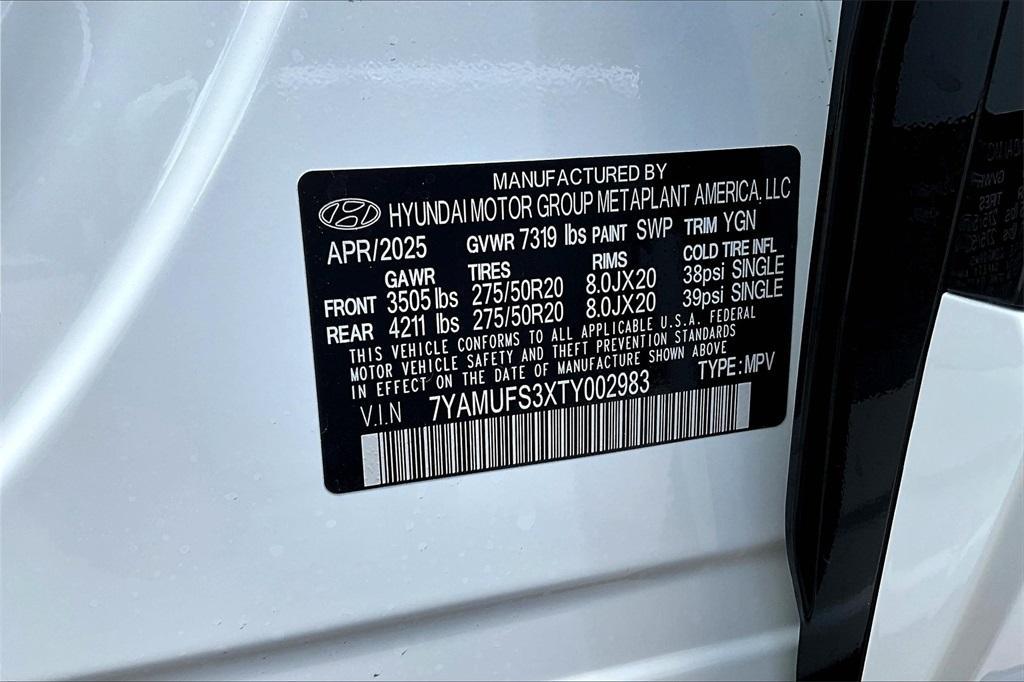 MANUFACTURED BY
HYUNDAI MOTOR GROUP METAPLANT AMERICA, LLC
APR/2025 GVWR 7319 lbs PAINT SWP TRIM YGN
GAWR TIRES RIMS COLD TIRE INFL
FRONT 3505 lbs 275/50R20 8.0JX20 38psi SINGLE
REAR 4211 lbs 275/50R20 8.0JX20 39psi SINGLE
THIS VEHICLE CONFORMS TO ALL APPLICABLE U.S.A. FEDERAL
MOTOR VEHICLE SAFETY AND THEFT PREVENTION STANDARDS
IN EFFECT ON THE DATE OF MANUFACTURE SHOWN ABOVE
V.I.N 7YAMUFS3XTY002983 TYPE: MPV